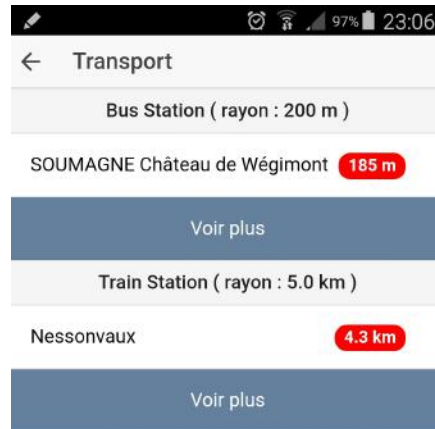 97% 23:06
Transport
Bus Station ( rayon : 200 m )
SOUMAGNE Château de Wégimont 185 m
Voir plus
Train Station ( rayon : 5.0 km )
Nessonvaux 4.3 km
Voir plus